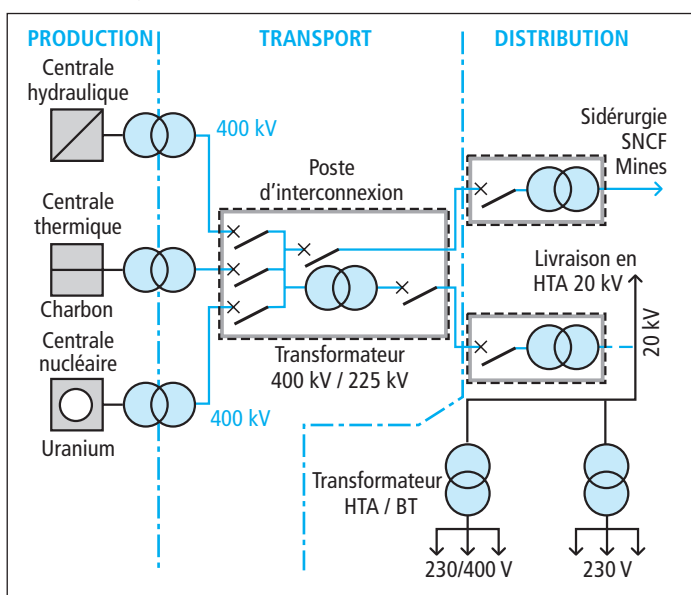 PRODUCTION
TRANSPORT
DISTRIBUTION
Centrale
hydraulique
400 kV
Centrale
thermique
Charbon
Centrale
nucléaire
Uranium
400 kV
Poste
d'interconnexion
Transformateur
400 kV / 225 kV
Sidérurgie
SNCF
Mines
Livraison en
HTA 20 kV
20 kV
Transformateur
HTA / BT
230/400 V
230 V